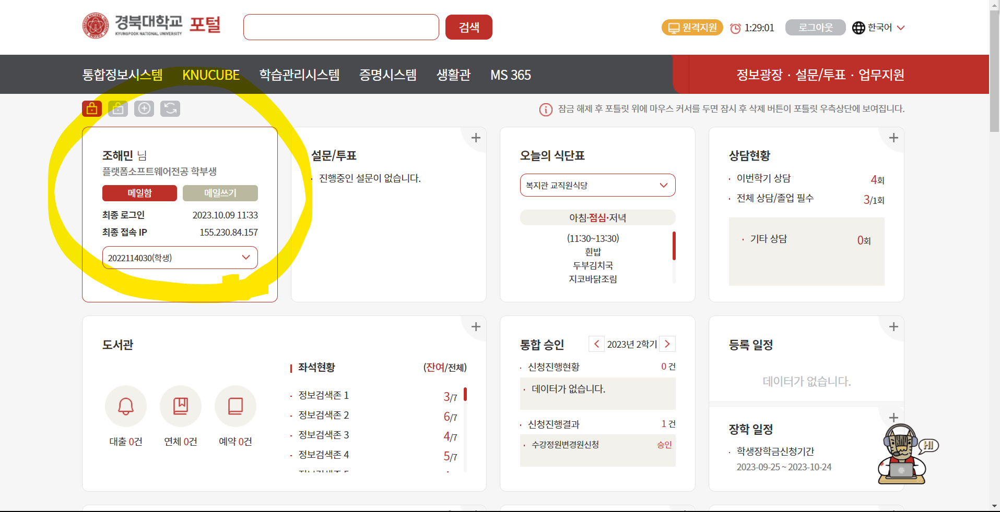 경북대학교 포털
KYUNGPOOK NATIONAL UNIVERSITY
검색
원격지원
1:29:01
로그아웃
한국어
통합정보시스템 KNUCUBE 학습관리시스템 증명시스템 생활관 MS 365
정보광장 · 설문/투표 · 업무지원
잠금 해제 후 포틀릿 위에 마우스 커서를 두면 잠시 후 삭제 버튼이 포틀릿 우측상단에 보여집니다.
조해민 님
플랫폼소프트웨어전공 학부생
메일함 메일쓰기
최종 로그인 2023.10.09 11:33
최종 접속 IP 155.230.84.157
2022114030(학생)
설문/투표
· 진행중인 설문이 없습니다.
오늘의 식단표
복지관 교직원식당
아침·점심·저녁
(11:30~13:30)
흰밥
두부김치국
지코바닭조림
상담현황
· 이번학기 상담 4회
· 전체 상담/졸업 필수 3/1회
· 기타 상담 0회
도서관
대출 0건 연체 0건 예약 0건
좌석현황 (잔여/전체)
· 정보검색존 1 3/7
· 정보검색존 2 6/7
· 정보검색존 3 4/7
· 정보검색존 4 5/7
통합 승인 2023년 2학기
· 신청진행현황 0 건
· 데이터가 없습니다.
· 신청진행결과 1 건
· 수강정원변경원신청 승인
등록 일정
데이터가 없습니다.
장학 일정
· 학생장학금신청기간
2023-09-25 ~ 2023-10-24
KNU
HI